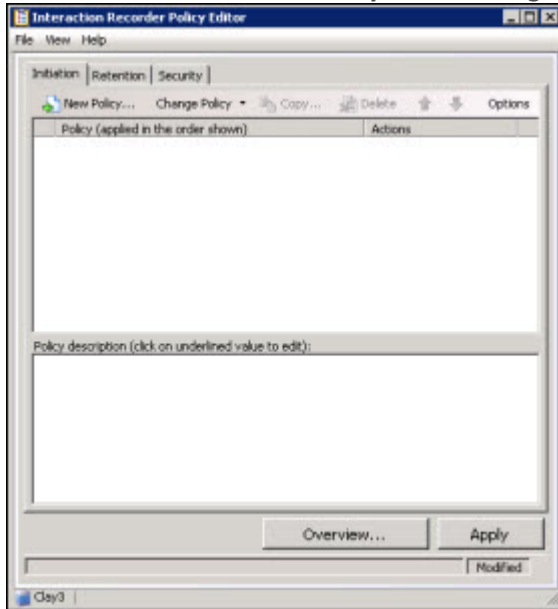 Interaction Recorder Policy Editor
File View Help
Initiation Retention Security
New Policy... Change Policy Copy... Delete Options
Policy (applied in the order shown) Actions
Policy description (click on underlined value to edit):
Overview... Apply
Modified
Clay3